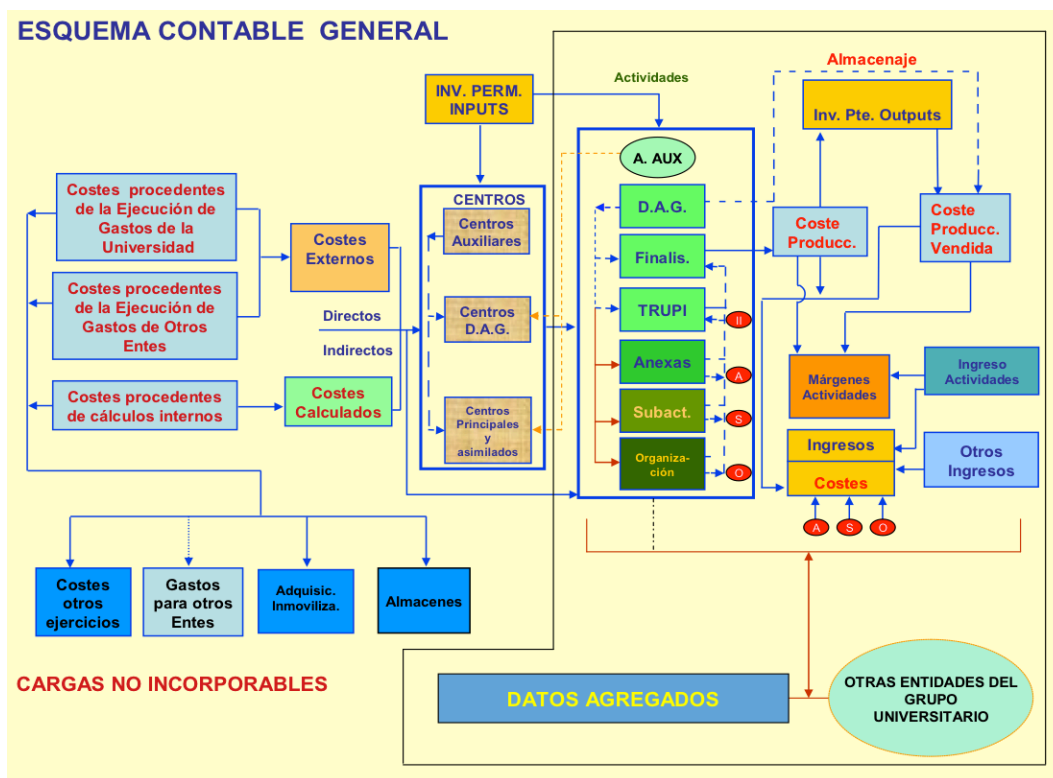 ESQUEMA CONTABLE GENERAL
Almacenaje
Actividades
INV. PERM.
INPUTS
Inv. Pte. Outputs
A. AUX
Costes procedentes
de la Ejecución de
Gastos de la
Universidad
CENTROS
Centros
Auxiliares
D.A.G.
Coste
Producc.
Coste
Producc.
Vendida
Costes
Externos
Finalis.
Costes procedentes
de la Ejecución de
Gastos de Otros
Entes
Directos
Indirectos
Centros
D.A.G.
TRUPI
II
Anexas
A
Márgenes
Actividades
Ingreso
Actividades
Costes procedentes
de cálculos internos
Costes
Calculados
Centros
Principales
y
asimilados
Subact.
S
Organiza-
ción
O
Ingresos
Costes
Otros
Ingresos
A
S
O
Costes
otros
ejercicios
Gastos
para otros
Entes
Adquisic.
Inmoviliza.
Almacenes
CARGAS NO INCORPORABLES
DATOS AGREGADOS
OTRAS ENTIDADES DEL
GRUPO
UNIVERSITARIO